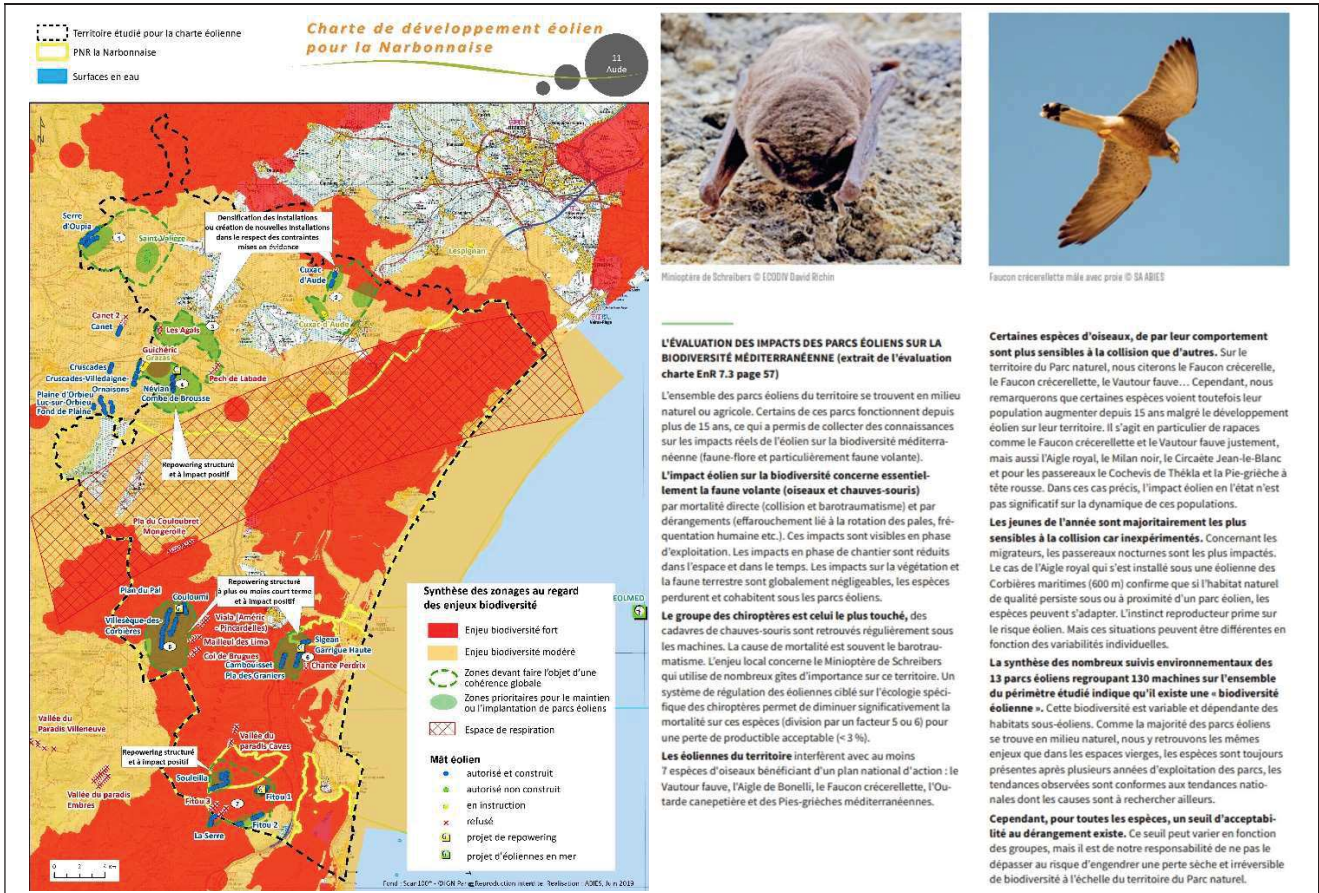 Territoire étudié pour la charte éolienne
PNR la Narbonnaise
Surfaces en eau
Charte de développement éolien
pour la Narbonnaise
11
Aude
Serre
d'Oupia
1
Saint-Valière
Densification des installations
ou création de nouvelles installations
dans le respect des contraintes
mises en évidence
Lespignan
Cuxac
d'Aude
2
Cuxac d'Aude
Canet 2
Canet
Les Agals
3
Guichéric
Grazas
Cruscades
Cruscades-Villedaigne-
Ornaisons
Pech de Labade
Névian
4
Combe de Brousse
Plaine d'Orbieu
Luc-sur-Orbieu
Fond de Plaine
Repowering structuré
et à impact positif
Pla du Couloubret
Mongerolle
Repowering structuré
à plus ou moins court terme
et à impact positif
Plan du Pal
Couloumi
Villesèque-des-
Corbières
5
Viala (Améric
- Pincardelles)
Mailleul des Lima
Col de Brugues
Cambouisset
Pla des Graniers
Sigean
Garrigue Haute
6
Chante Perdrix
Vallée du
Paradis Villeneuve
Vallée du
paradis Caves
Repowering structuré
et à impact positif
Souleilla
Vallée du paradis
Embres
Fitou 3
Fitou 1
7
La Serre
Fitou 2
EOLMED
Synthèse des zonages au regard
des enjeux biodiversité
Enjeu biodiversité fort
Enjeu biodiversité modéré
Zones devant faire l'objet d'une
cohérence globale
Zones prioritaires pour le maintien
ou l'implantation de parcs éoliens
Espace de respiration
Mât éolien
autorisé et construit
autorisé non construit
en instruction
refusé
projet de repowering
projet d'éoliennes en mer
0 2 4 km
Fond : Scan 100® - ©IGN Paris Reproduction interdite. Réalisation : ABIES, Juin 2019
Minioptère de Schreibers © ECODIV David Richin
L'ÉVALUATION DES IMPACTS DES PARCS ÉOLIENS SUR LA
BIODIVERSITÉ MÉDITERRANÉENNE (extrait de l'évaluation
charte EnR 7.3 page 57)
L'ensemble des parcs éoliens du territoire se trouvent en milieu
naturel ou agricole. Certains de ces parcs fonctionnent depuis
plus de 15 ans, ce qui a permis de collecter des connaissances
sur les impacts réels de l'éolien sur la biodiversité méditerra-
néenne (faune-flore et particulièrement faune volante).
L'impact éolien sur la biodiversité concerne essentiel-
lement la faune volante (oiseaux et chauves-souris)
par mortalité directe (collision et barotraumatisme) et par
dérangements (effarouchement lié à la rotation des pales, fré-
quentation humaine etc.). Ces impacts sont visibles en phase
d'exploitation. Les impacts en phase de chantier sont réduits
dans l'espace et dans le temps. Les impacts sur la végétation et
la faune terrestre sont globalement négligeables, les espèces
perdurent et cohabitent sous les parcs éoliens.
Le groupe des chiroptères est celui le plus touché, des
cadavres de chauves-souris sont retrouvés régulièrement sous
les machines. La cause de mortalité est souvent le barotrau-
matisme. L'enjeu local concerne le Minioptère de Schreibers
qui utilise de nombreux gîtes d'importance sur ce territoire. Un
système de régulation des éoliennes ciblé sur l'écologie spéci-
fique des chiroptères permet de diminuer significativement la
mortalité sur ces espèces (division par un facteur 5 ou 6) pour
une perte de productible acceptable (< 3 %).
Les éoliennes du territoire interfèrent avec au moins
7 espèces d'oiseaux bénéficiant d'un plan national d'action : le
Vautour fauve, l'Aigle de Bonelli, le Faucon crécerellette, l'Ou-
tarde canepetière et des Pies-grièches méditerranéennes.
Faucon crécerellette mâle avec proie © SA ABIES
Certaines espèces d'oiseaux, de par leur comportement
sont plus sensibles à la collision que d'autres. Sur le
territoire du Parc naturel, nous citerons le Faucon crécerelle,
le Faucon crécerellette, le Vautour fauve… Cependant, nous
remarquerons que certaines espèces voient toutefois leur
population augmenter depuis 15 ans malgré le développement
éolien sur leur territoire. Il s'agit en particulier de rapaces
comme le Faucon crécerellette et le Vautour fauve justement,
mais aussi l'Aigle royal, le Milan noir, le Circaète Jean-le-Blanc
et pour les passereaux le Cochevis de Thékla et la Pie-grièche à
tête rousse. Dans ces cas précis, l'impact éolien en l'état n'est
pas significatif sur la dynamique de ces populations.
Les jeunes de l'année sont majoritairement les plus
sensibles à la collision car inexpérimentés. Concernant les
migrateurs, les passereaux nocturnes sont les plus impactés.
Le cas de l'Aigle royal qui s'est installé sous une éolienne des
Corbières maritimes (600 m) confirme que si l'habitat naturel
de qualité persiste sous ou à proximité d'un parc éolien, les
espèces peuvent s'adapter. L'instinct reproducteur prime sur
le risque éolien. Mais ces situations peuvent être différentes en
fonction des variabilités individuelles.
La synthèse des nombreux suivis environnementaux des
13 parcs éoliens regroupant 130 machines sur l'ensemble
du périmètre étudié indique qu'il existe une « biodiversité
éolienne ». Cette biodiversité est variable et dépendante des
habitats sous-éoliens. Comme la majorité des parcs éoliens
se trouve en milieu naturel, nous y retrouvons les mêmes
enjeux que dans les espaces vierges, les espèces sont toujours
présentes après plusieurs années d'exploitation des parcs, les
tendances observées sont conformes aux tendances natio-
nales dont les causes sont à rechercher ailleurs.
Cependant, pour toutes les espèces, un seuil d'acceptabi-
lité au dérangement existe. Ce seuil peut varier en fonction
des groupes, mais il est de notre responsabilité de ne pas le
dépasser au risque d'engendrer une perte sèche et irréversible
de biodiversité à l'échelle du territoire du Parc naturel.